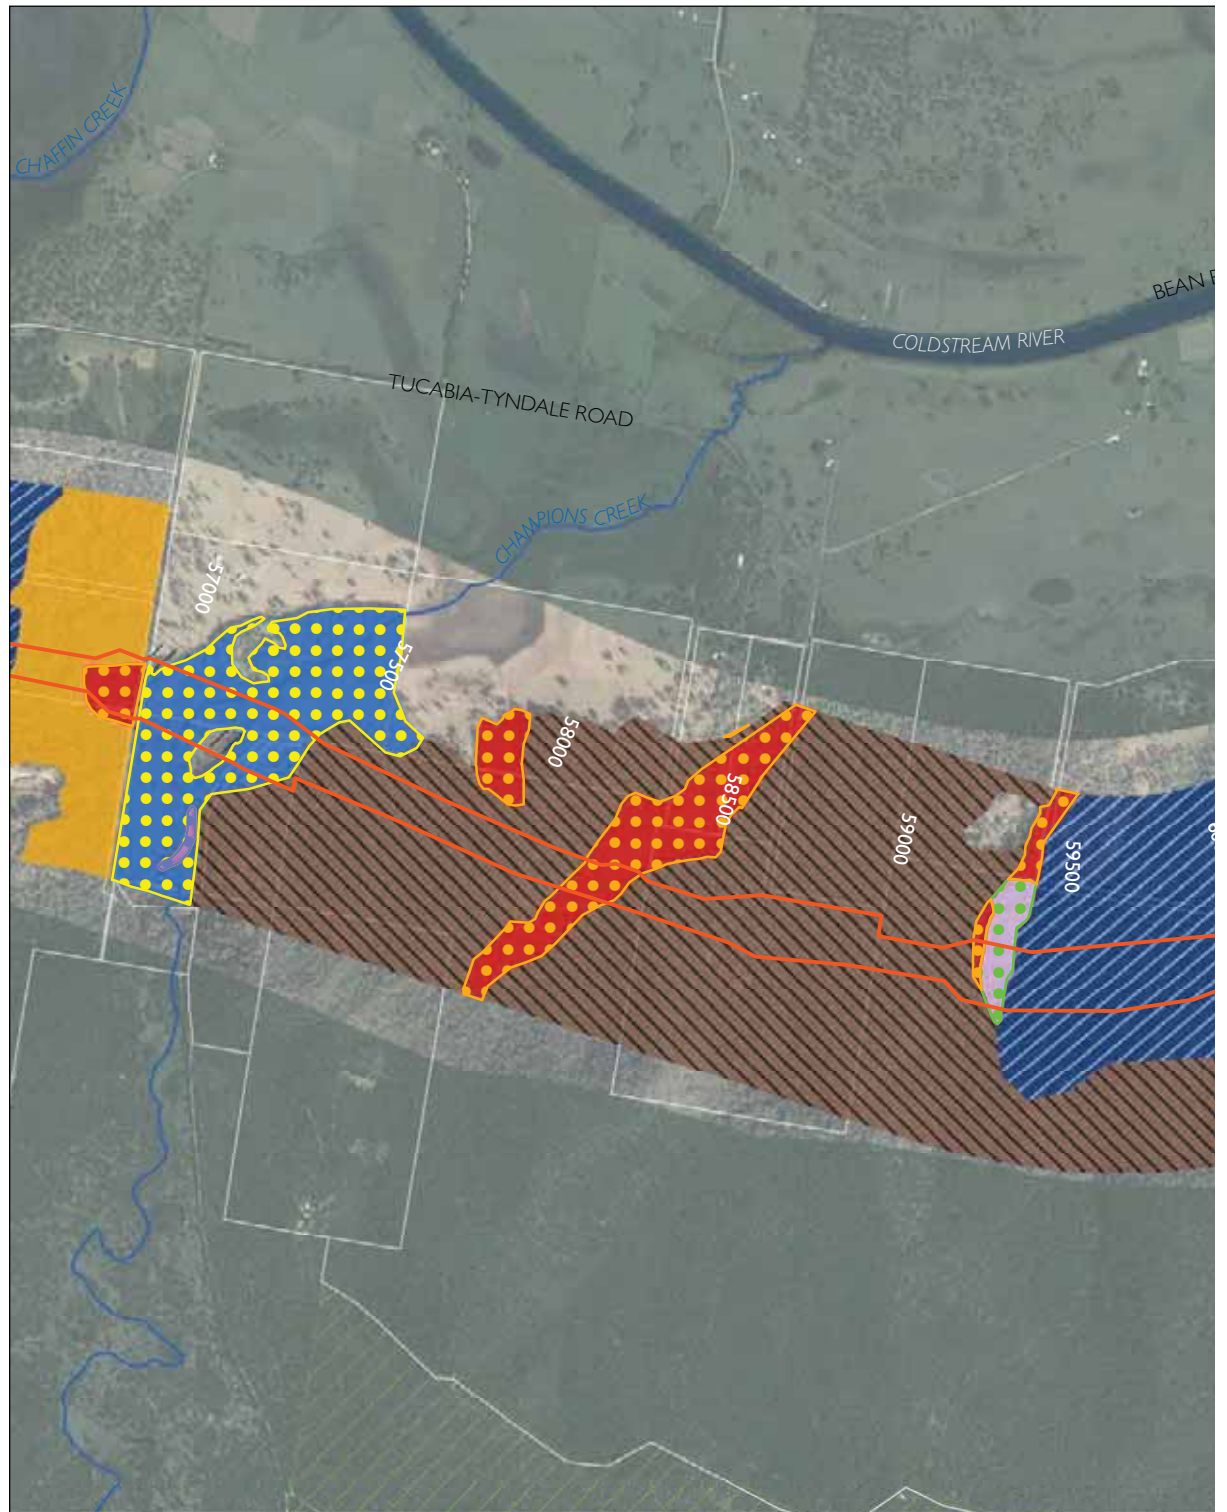 CHAFFIN CREEK
BEAN
COLDSTREAM RIVER
TUCABIA-TYNDALE ROAD
CHAMPIONS CREEK
57000
57500
58000
58500
59000
59500